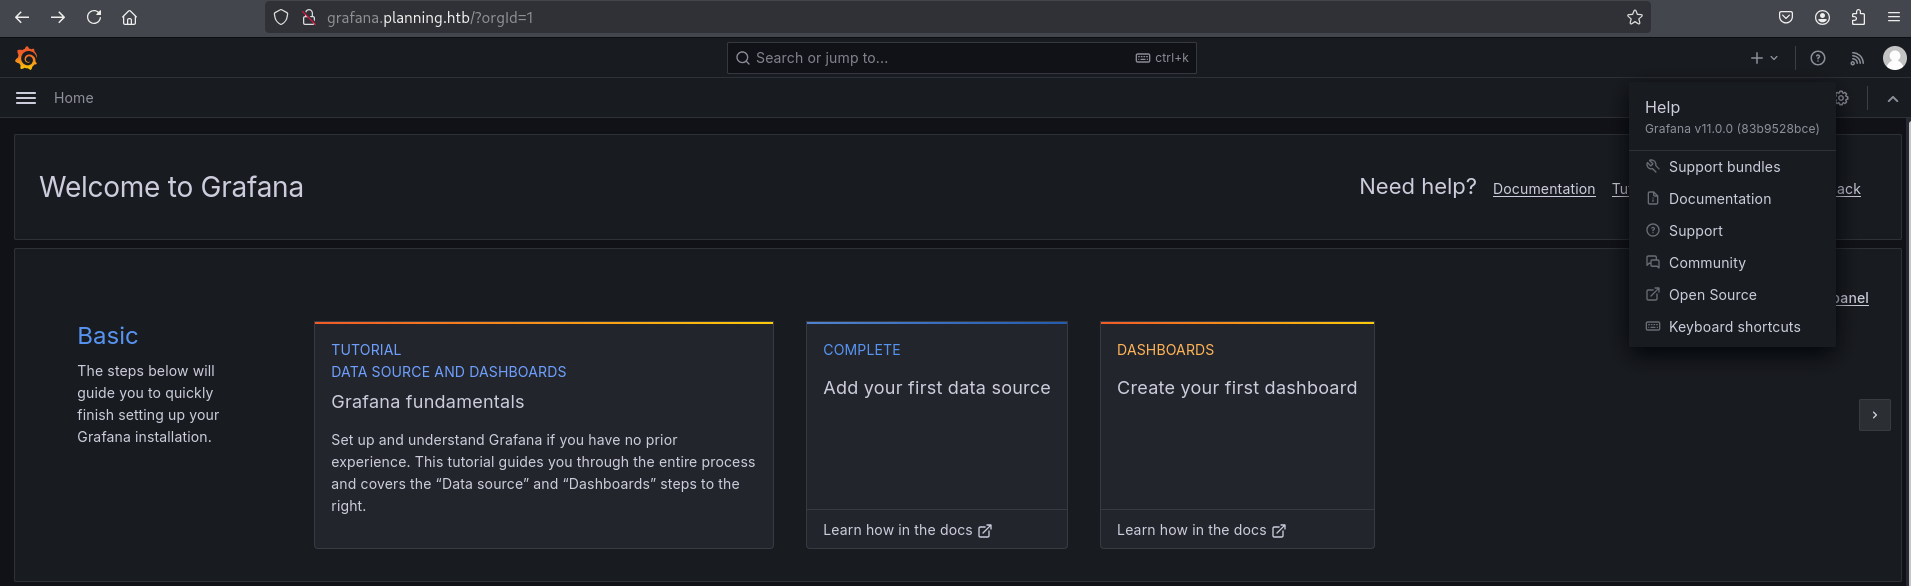 grafana.planning.htb/?orgId=1
Search or jump to...
ctrl+k
Home
Help
Grafana v11.0.0 (83b9528bce)
Support bundles
Documentation
Support
Community
Open Source
Keyboard shortcuts
Welcome to Grafana
Need help?
Documentation
Basic
The steps below will
guide you to quickly
finish setting up your
Grafana installation.
TUTORIAL
DATA SOURCE AND DASHBOARDS
Grafana fundamentals
Set up and understand Grafana if you have no prior
experience. This tutorial guides you through the entire process
and covers the “Data source” and “Dashboards” steps to the
right.
COMPLETE
Add your first data source
Learn how in the docs
DASHBOARDS
Create your first dashboard
Learn how in the docs